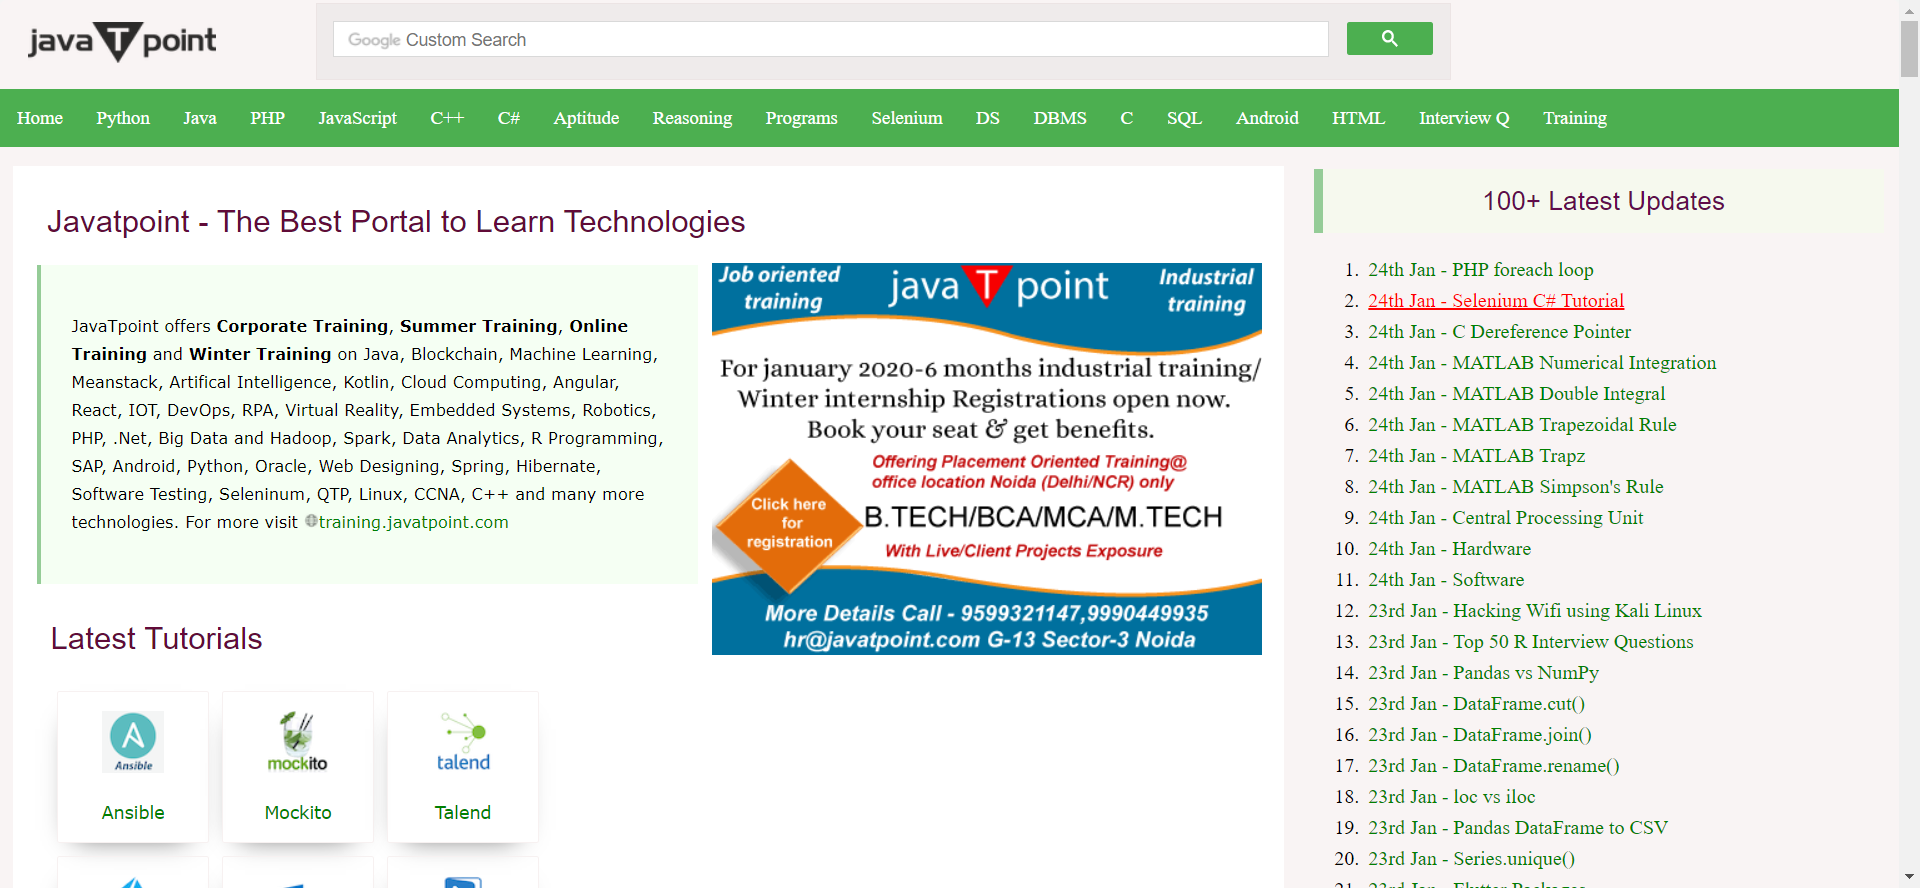 java T point
Google Custom Search
Home Python Java PHP JavaScript C++ C# Aptitude Reasoning Programs Selenium DS DBMS C SQL Android HTML Interview Q Training
Javatpoint - The Best Portal to Learn Technologies
JavaTpoint offers Corporate Training, Summer Training, Online
Training and Winter Training on Java, Blockchain, Machine Learning,
Meanstack, Artifical Intelligence, Kotlin, Cloud Computing, Angular,
React, IOT, DevOps, RPA, Virtual Reality, Embedded Systems, Robotics,
PHP, .Net, Big Data and Hadoop, Spark, Data Analytics, R Programming,
SAP, Android, Python, Oracle, Web Designing, Spring, Hibernate,
Software Testing, Seleninum, QTP, Linux, CCNA, C++ and many more
technologies. For more visit training.javatpoint.com
Job oriented
training
java T point
Industrial
training
For january 2020-6 months industrial training/
Winter internship Registrations open now.
Book your seat & get benefits.
Offering Placement Oriented Training@
office location Noida (Delhi/NCR) only
Click here
for
registration
B.TECH/BCA/MCA/M.TECH
With Live/Client Projects Exposure
More Details Call - 9599321147,9990449935
hr@javatpoint.com G-13 Sector-3 Noida
Latest Tutorials
A
Ansible
Ansible
mockito
Mockito
talend
Talend
100+ Latest Updates
1. 24th Jan - PHP foreach loop
2. 24th Jan - Selenium C# Tutorial
3. 24th Jan - C Dereference Pointer
4. 24th Jan - MATLAB Numerical Integration
5. 24th Jan - MATLAB Double Integral
6. 24th Jan - MATLAB Trapezoidal Rule
7. 24th Jan - MATLAB Trapz
8. 24th Jan - MATLAB Simpson's Rule
9. 24th Jan - Central Processing Unit
10. 24th Jan - Hardware
11. 24th Jan - Software
12. 23rd Jan - Hacking Wifi using Kali Linux
13. 23rd Jan - Top 50 R Interview Questions
14. 23rd Jan - Pandas vs NumPy
15. 23rd Jan - DataFrame.cut()
16. 23rd Jan - DataFrame.join()
17. 23rd Jan - DataFrame.rename()
18. 23rd Jan - loc vs iloc
19. 23rd Jan - Pandas DataFrame to CSV
20. 23rd Jan - Series.unique()
21. 23rd Jan - Flutter Packages